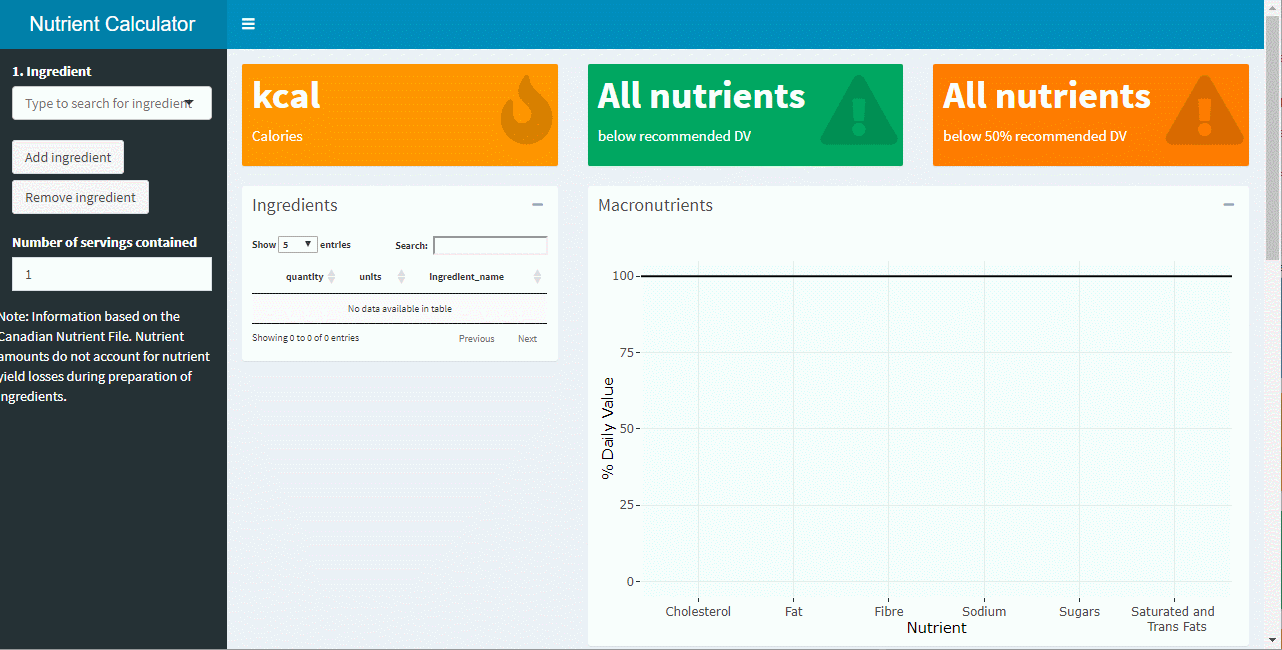 Nutrient Calculator
1. Ingredient
Type to search for ingredient
Add ingredient
Remove ingredient
Number of servings contained
1
Note: Information based on the
Canadian Nutrient File. Nutrient
amounts do not account for nutrient
yield losses during preparation of
ingredients.
kcal
Calories
All nutrients
below recommended DV
All nutrients
below 50% recommended DV
Ingredients
Show 5 entries
Search:
quantity units ingredient_name
No data available in table
Showing 0 to 0 of 0 entries
Previous Next
Macronutrients
% Daily Value
100
75
50
25
0
Cholesterol Fat Fibre Sodium Sugars Saturated and
Trans Fats
Nutrient